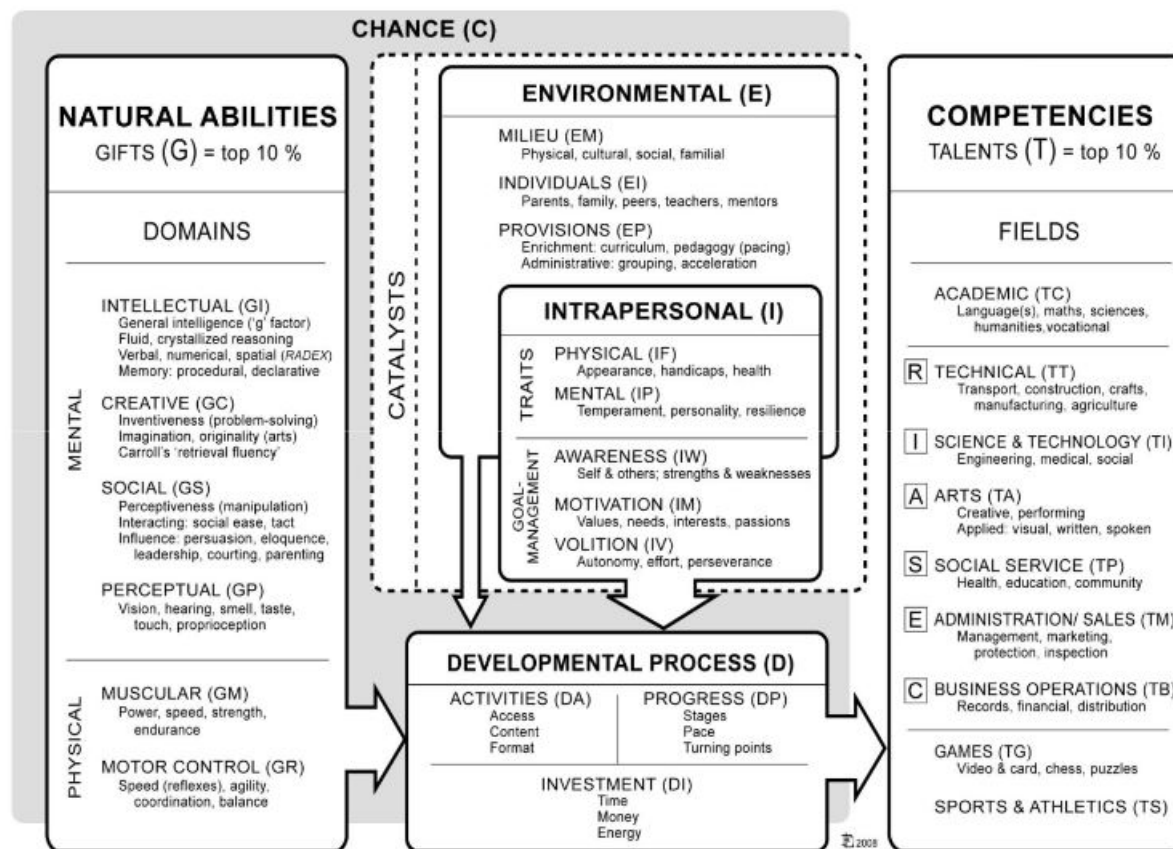 CHANCE (C)
NATURAL ABILITIES
GIFTS (G) = top 10 %
DOMAINS
MENTAL
INTELLECTUAL (GI)
General intelligence ('g' factor)
Fluid, crystallized reasoning
Verbal, numerical, spatial (RADEX)
Memory: procedural, declarative
CREATIVE (GC)
Inventiveness (problem-solving)
Imagination, originality (arts)
Carroll's 'retrieval fluency'
SOCIAL (GS)
Perceptiveness (manipulation)
Interacting: social ease, tact
Influence: persuasion, eloquence,
leadership, courting, parenting
PERCEPTUAL (GP)
Vision, hearing, smell, taste,
touch, proprioception
PHYSICAL
MUSCULAR (GM)
Power, speed, strength,
endurance
MOTOR CONTROL (GR)
Speed (reflexes), agility,
coordination, balance
CATALYSTS
ENVIRONMENTAL (E)
MILIEU (EM)
Physical, cultural, social, familial
INDIVIDUALS (EI)
Parents, family, peers, teachers, mentors
PROVISIONS (EP)
Enrichment: curriculum, pedagogy (pacing)
Administrative: grouping, acceleration
INTRAPERSONAL (I)
TRAITS
PHYSICAL (IF)
Appearance, handicaps, health
MENTAL (IP)
Temperament, personality, resilience
GOAL-
MANAGEMENT
AWARENESS (IW)
Self & others; strengths & weaknesses
MOTIVATION (IM)
Values, needs, interests, passions
VOLITION (IV)
Autonomy, effort, perseverance
DEVELOPMENTAL PROCESS (D)
ACTIVITIES (DA)
Access
Content
Format
PROGRESS (DP)
Stages
Pace
Turning points
INVESTMENT (DI)
Time
Money
Energy
2008
COMPETENCIES
TALENTS (T) = top 10 %
FIELDS
ACADEMIC (TC)
Language(s), maths, sciences,
humanities,vocational
R TECHNICAL (TT)
Transport, construction, crafts,
manufacturing, agriculture
I SCIENCE & TECHNOLOGY (TI)
Engineering, medical, social
A ARTS (TA)
Creative, performing
Applied: visual, written, spoken
S SOCIAL SERVICE (TP)
Health, education, community
E ADMINISTRATION/ SALES (TM)
Management, marketing,
protection, inspection
C BUSINESS OPERATIONS (TB)
Records, financial, distribution
GAMES (TG)
Video & card, chess, puzzles
SPORTS & ATHLETICS (TS)